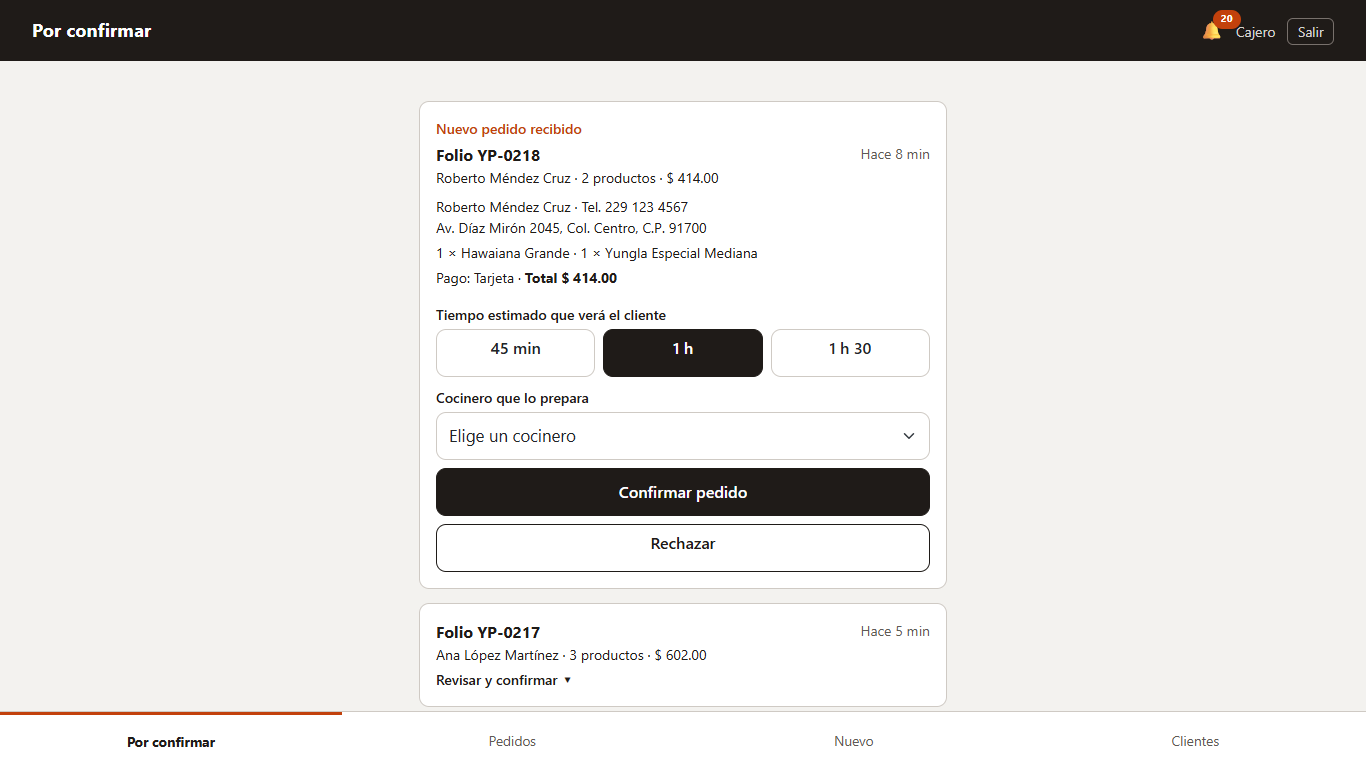 Por confirmar
20
Cajero
Salir
Nuevo pedido recibido
Folio YP-0218
Hace 8 min
Roberto Méndez Cruz · 2 productos · $ 414.00
Roberto Méndez Cruz · Tel. 229 123 4567
Av. Díaz Mirón 2045, Col. Centro, C.P. 91700
1 × Hawaiana Grande · 1 × Yungla Especial Mediana
Pago: Tarjeta · Total $ 414.00
Tiempo estimado que verá el cliente
45 min
1 h
1 h 30
Cocinero que lo prepara
Elige un cocinero
Confirmar pedido
Rechazar
Folio YP-0217
Hace 5 min
Ana López Martínez · 3 productos · $ 602.00
Revisar y confirmar ▼
Por confirmar
Pedidos
Nuevo
Clientes